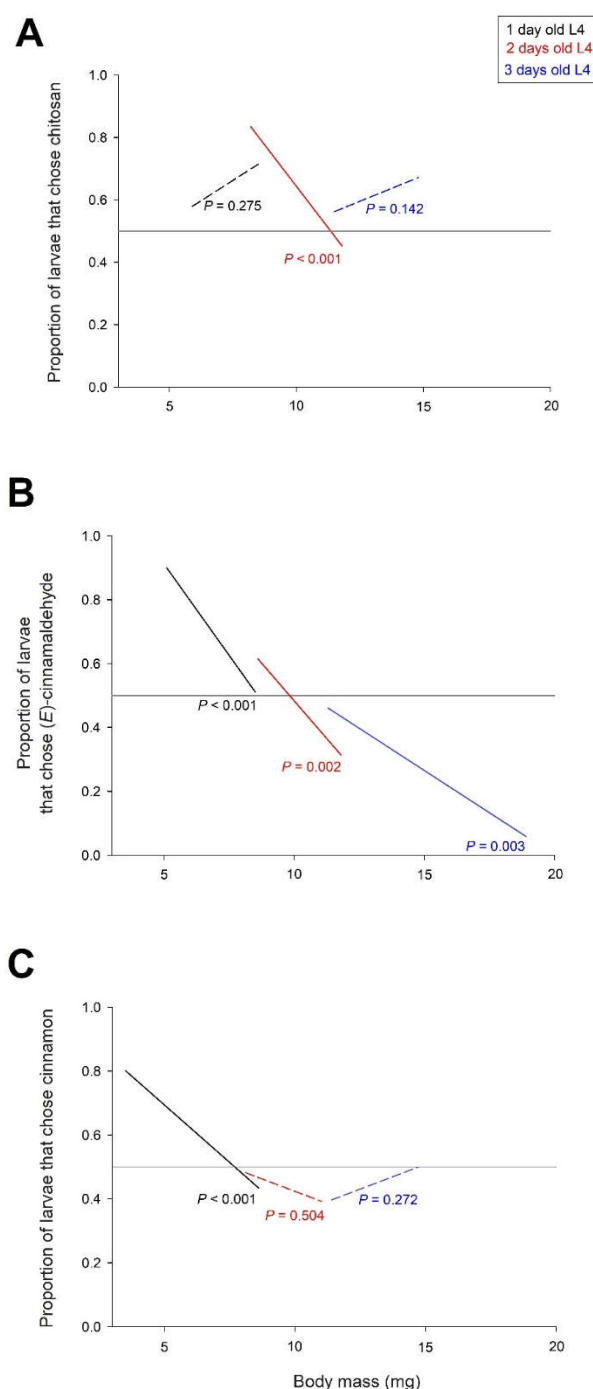 A
1 day old L4
2 days old L4
3 days old L4
Proportion of larvae that chose chitosan
1.0
0.8
0.6
0.4
0.2
0.0
P = 0.275
P < 0.001
P = 0.142
5
10
15
20
B
Proportion of larvae
that chose (E)-cinnamaldehyde
1.0
0.8
0.6
0.4
0.2
0.0
P < 0.001
P = 0.002
P = 0.003
5
10
15
20
C
Proportion of larvae that chose cinnamon
1.0
0.8
0.6
0.4
0.2
0.0
P < 0.001
P = 0.504
P = 0.272
5
10
15
20
Body mass (mg)